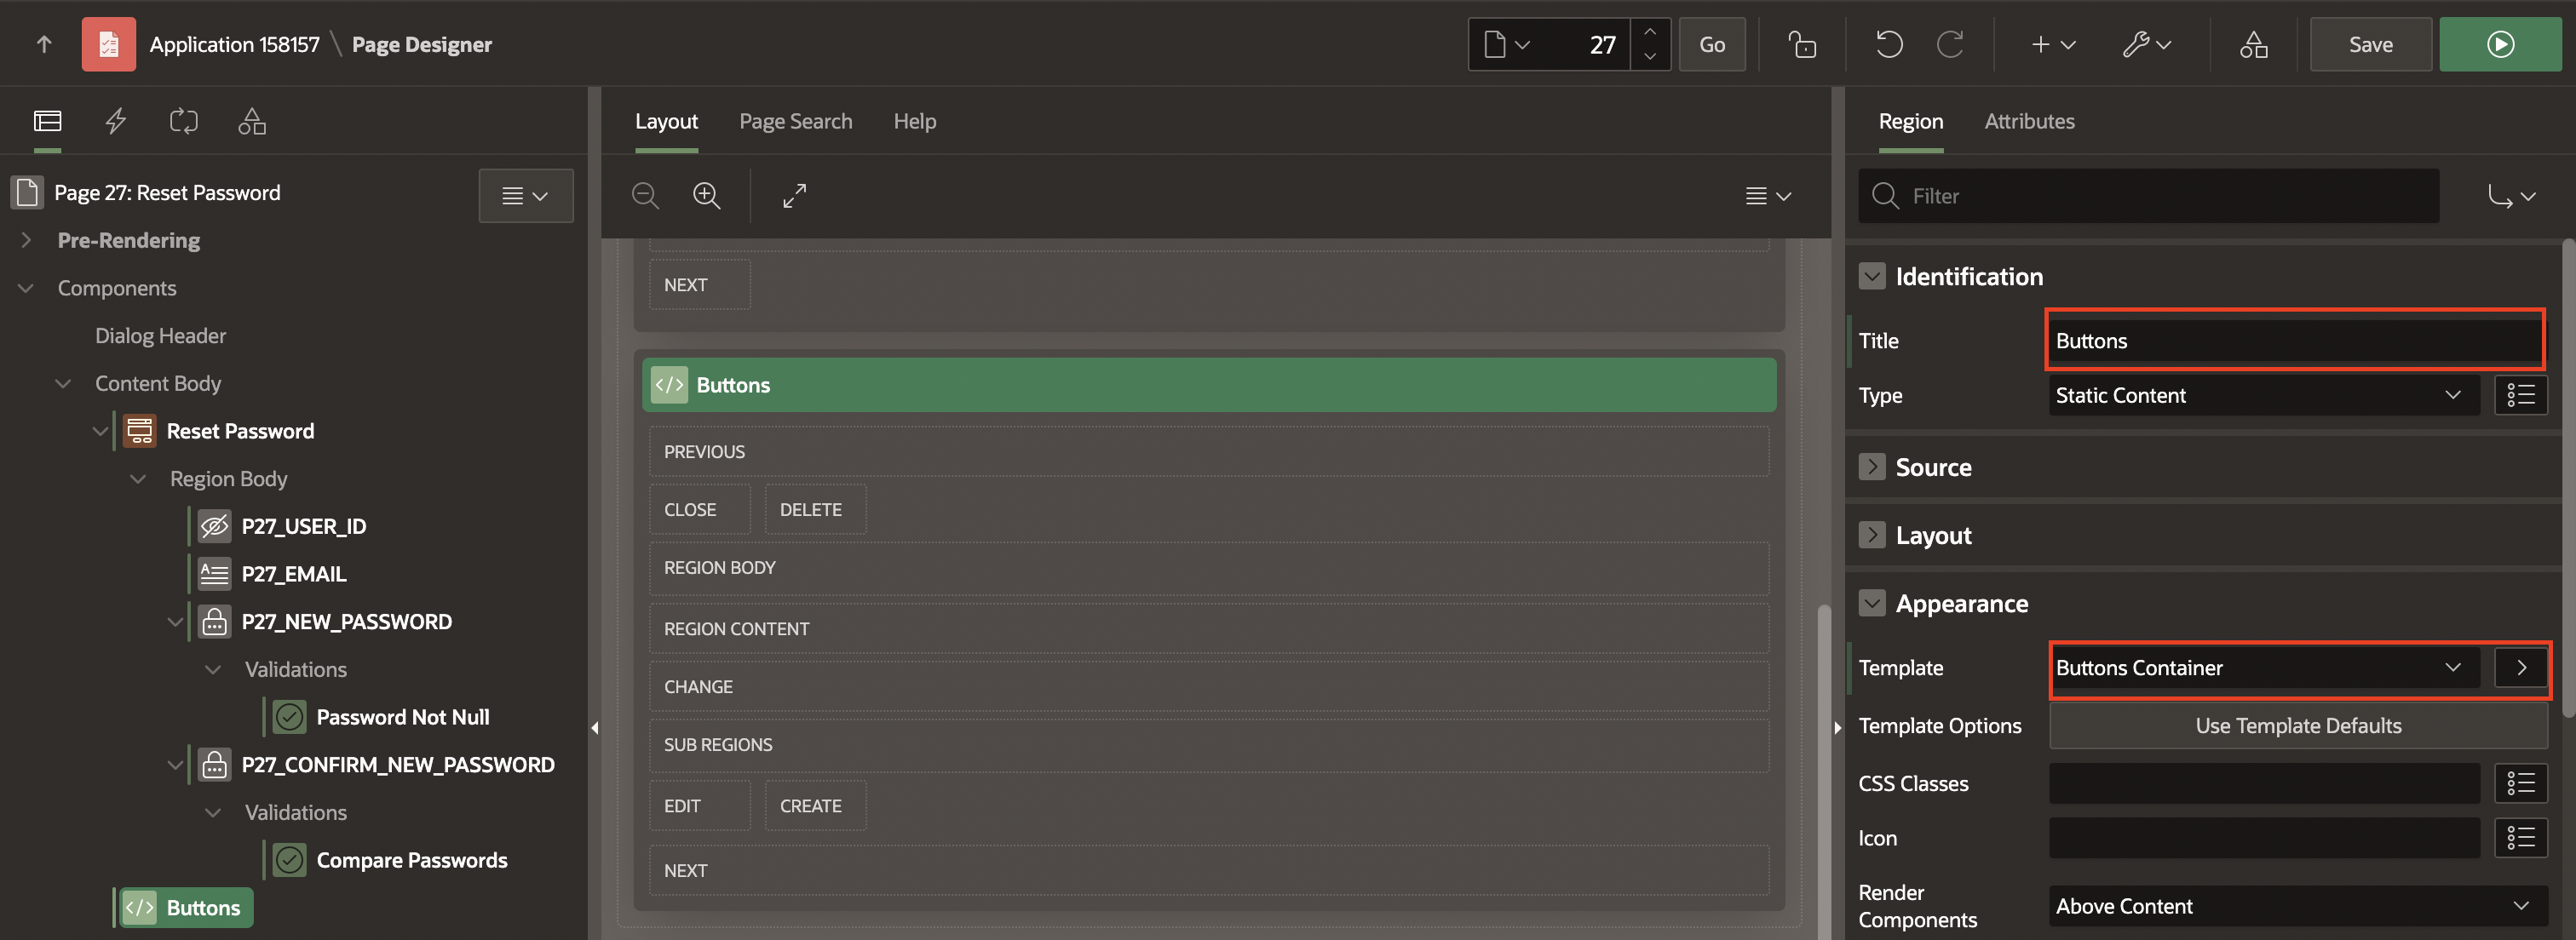 Application 158157 \ Page Designer
27
Go
Save
Page 27: Reset Password
Pre-Rendering
Components
Dialog Header
Content Body
Reset Password
Region Body
P27_USER_ID
P27_EMAIL
P27_NEW_PASSWORD
Validations
Password Not Null
P27_CONFIRM_NEW_PASSWORD
Validations
Compare Passwords
Buttons
Layout Page Search Help
NEXT
Buttons
PREVIOUS
CLOSE DELETE
REGION BODY
REGION CONTENT
CHANGE
SUB REGIONS
EDIT CREATE
NEXT
Region Attributes
Filter
Identification
Title Buttons
Type Static Content
Source
Layout
Appearance
Template Buttons Container
Template Options Use Template Defaults
CSS Classes
Icon
Render
Components Above Content